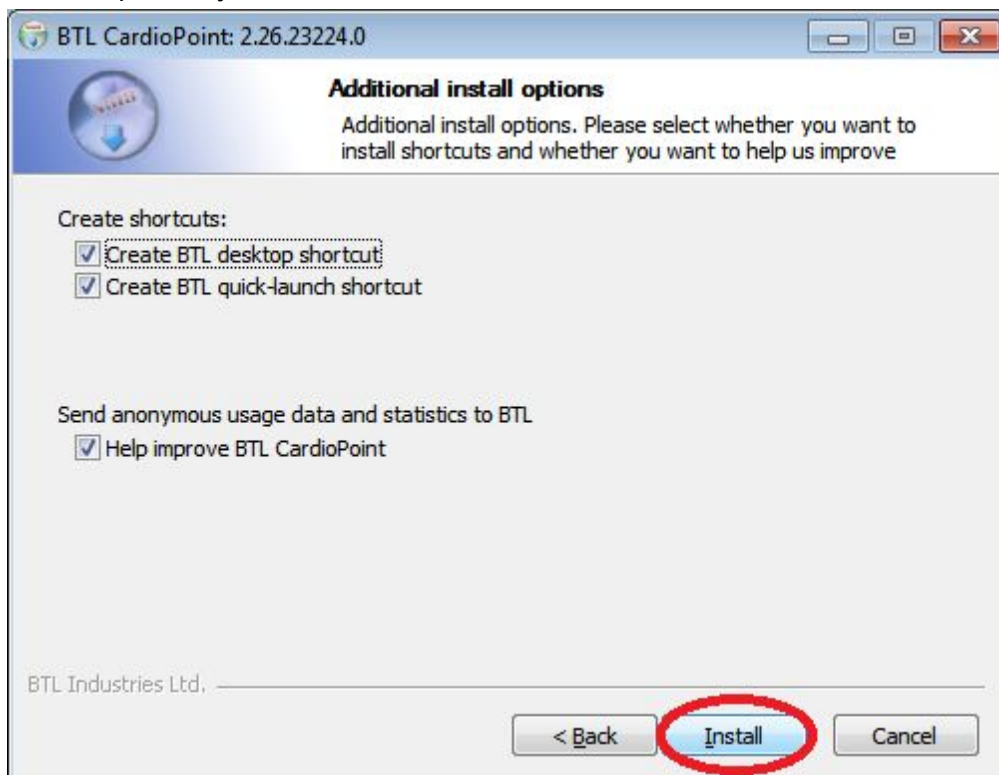 BTL CardioPoint: 2.26.23224.0
Additional install options
Additional install options. Please select whether you want to
install shortcuts and whether you want to help us improve
Create shortcuts:
Create BTL desktop shortcut
Create BTL quick-launch shortcut
Send anonymous usage data and statistics to BTL
Help improve BTL CardioPoint
BTL Industries Ltd.
< Back Install Cancel